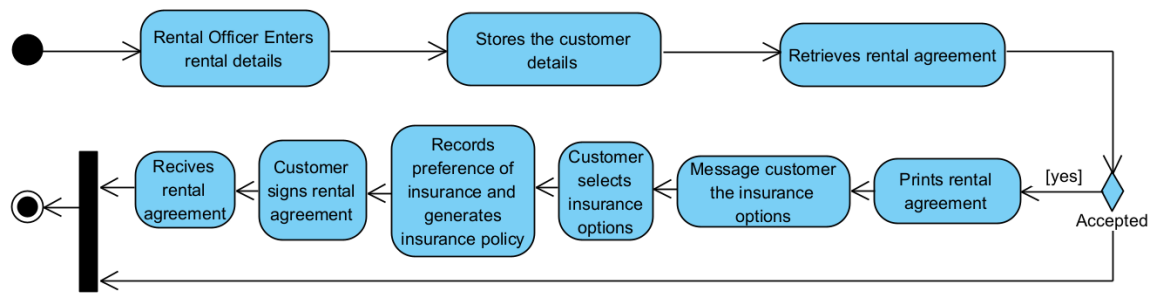 Rental Officer Enters
rental details
Stores the customer
details
Retrieves rental agreement
Accepted
[yes]
Prints rental
agreement
Message customer
the insurance
options
Customer
selects
insurance
options
Records
preference of
insurance and
generates
insurance policy
Customer
signs rental
agreement
Recives
rental
agreement